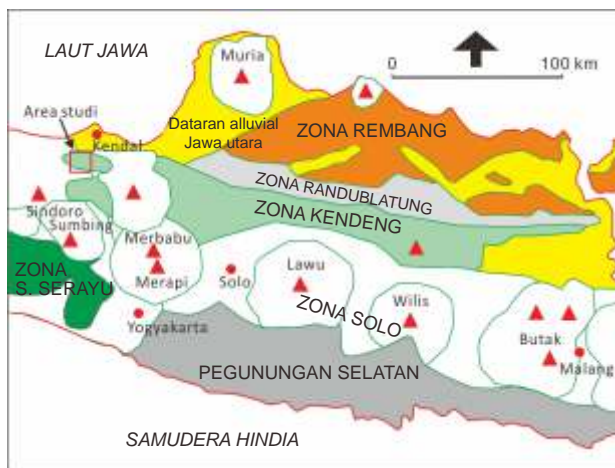 LAUT JAWA
Muria
0
100 km
Area studi
Kendal
Dataran alluvial
Jawa utara
ZONA REMBANG
ZONA RANDUBLATUNG
ZONA KENDENG
Sindoro
Sumbing
Merbabu
Merapi
ZONA
S. SERAYU
Solo
Lawu
ZONA SOLO
Wilis
Yogyakarta
Butak
Malang
PEGUNUNGAN SELATAN
SAMUDERA HINDIA